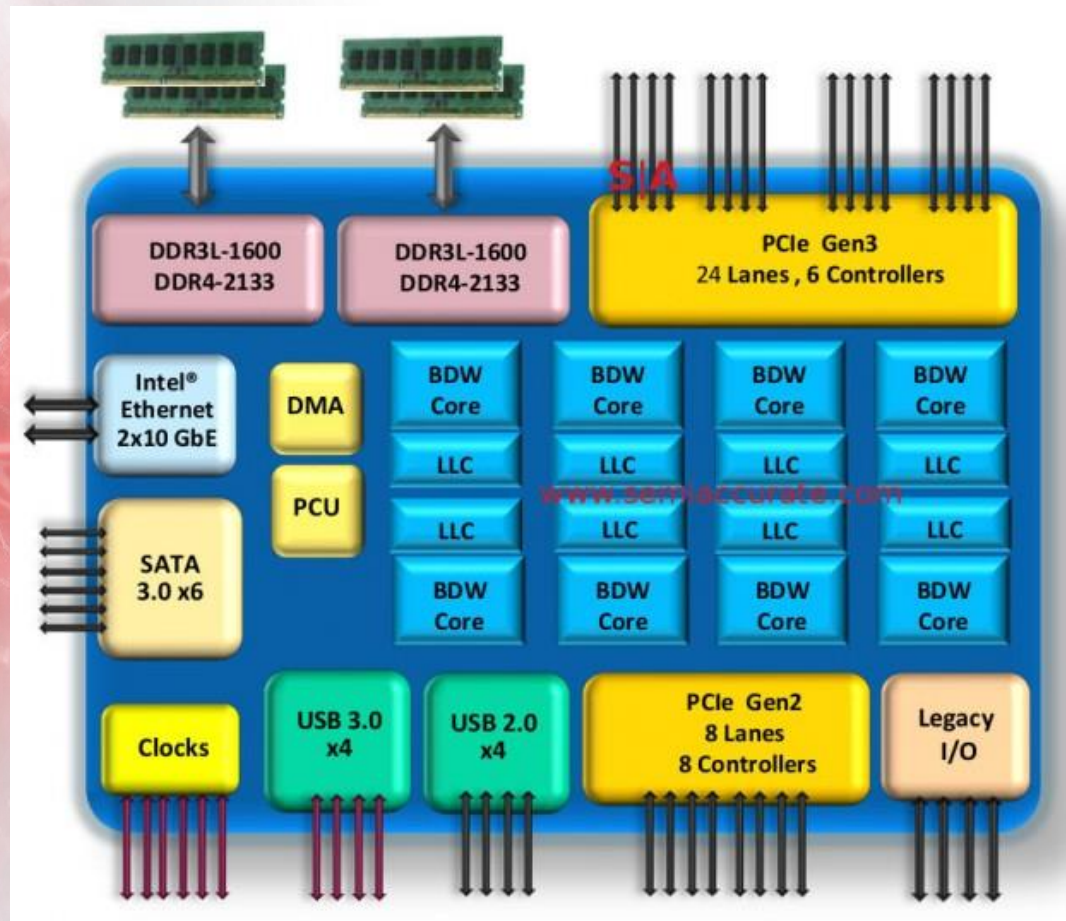 S|A
DDR3L-1600
DDR4-2133
DDR3L-1600
DDR4-2133
PCIe Gen3
24 Lanes , 6 Controllers
Intel®
Ethernet
2x10 GbE
DMA
PCU
SATA
3.0 x6
BDW
Core
BDW
Core
BDW
Core
BDW
Core
LLC
LLC
LLC
LLC
www.semiaccurate.com
LLC
LLC
LLC
LLC
BDW
Core
BDW
Core
BDW
Core
BDW
Core
Clocks
USB 3.0
x4
USB 2.0
x4
PCIe Gen2
8 Lanes
8 Controllers
Legacy
I/O